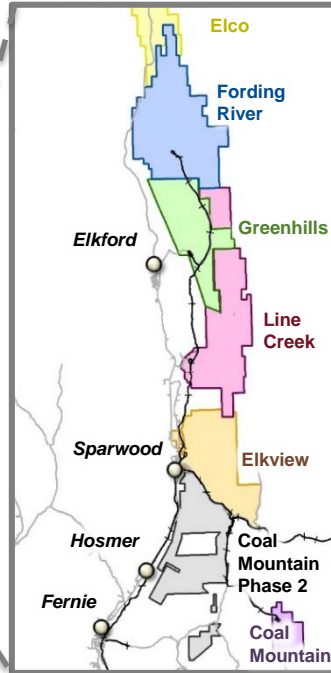 Elco
Fording
River
Greenhills
Elkford
Line
Creek
Sparwood
Elkview
Hosmer
Coal
Mountain
Phase 2
Fernie
Coal
Mountain